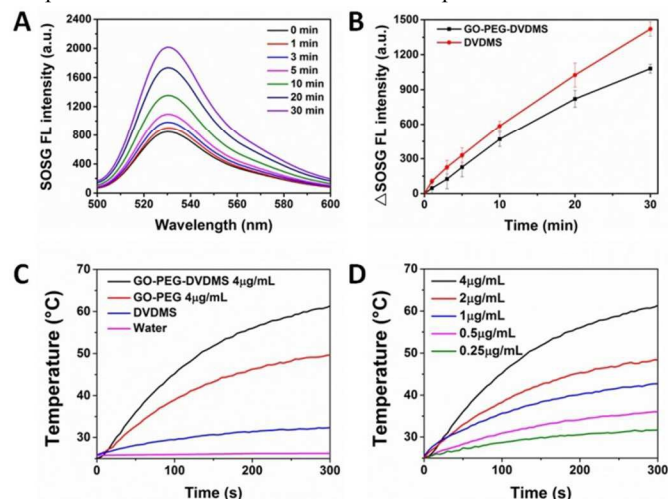 A
2400
2000
1600
1200
800
400
0
SOSG FL intensity (a.u.)
0 min
1 min
3 min
5 min
10 min
20 min
30 min
500 520 540 560 580 600
Wavelength (nm)
B
1500
1200
900
600
300
0
△SOSG FL intensity (a.u.)
GO-PEG-DVDMS
DVDMS
0 10 20 30
Time (min)
C
70
60
50
40
30
Temperature (°C)
GO-PEG-DVDMS 4μg/mL
GO-PEG 4μg/mL
DVDMS
Water
0 100 200 300
Time (s)
D
70
60
50
40
30
Temperature (°C)
4μg/mL
2μg/mL
1μg/mL
0.5μg/mL
0.25μg/mL
0 100 200 300
Time (s)